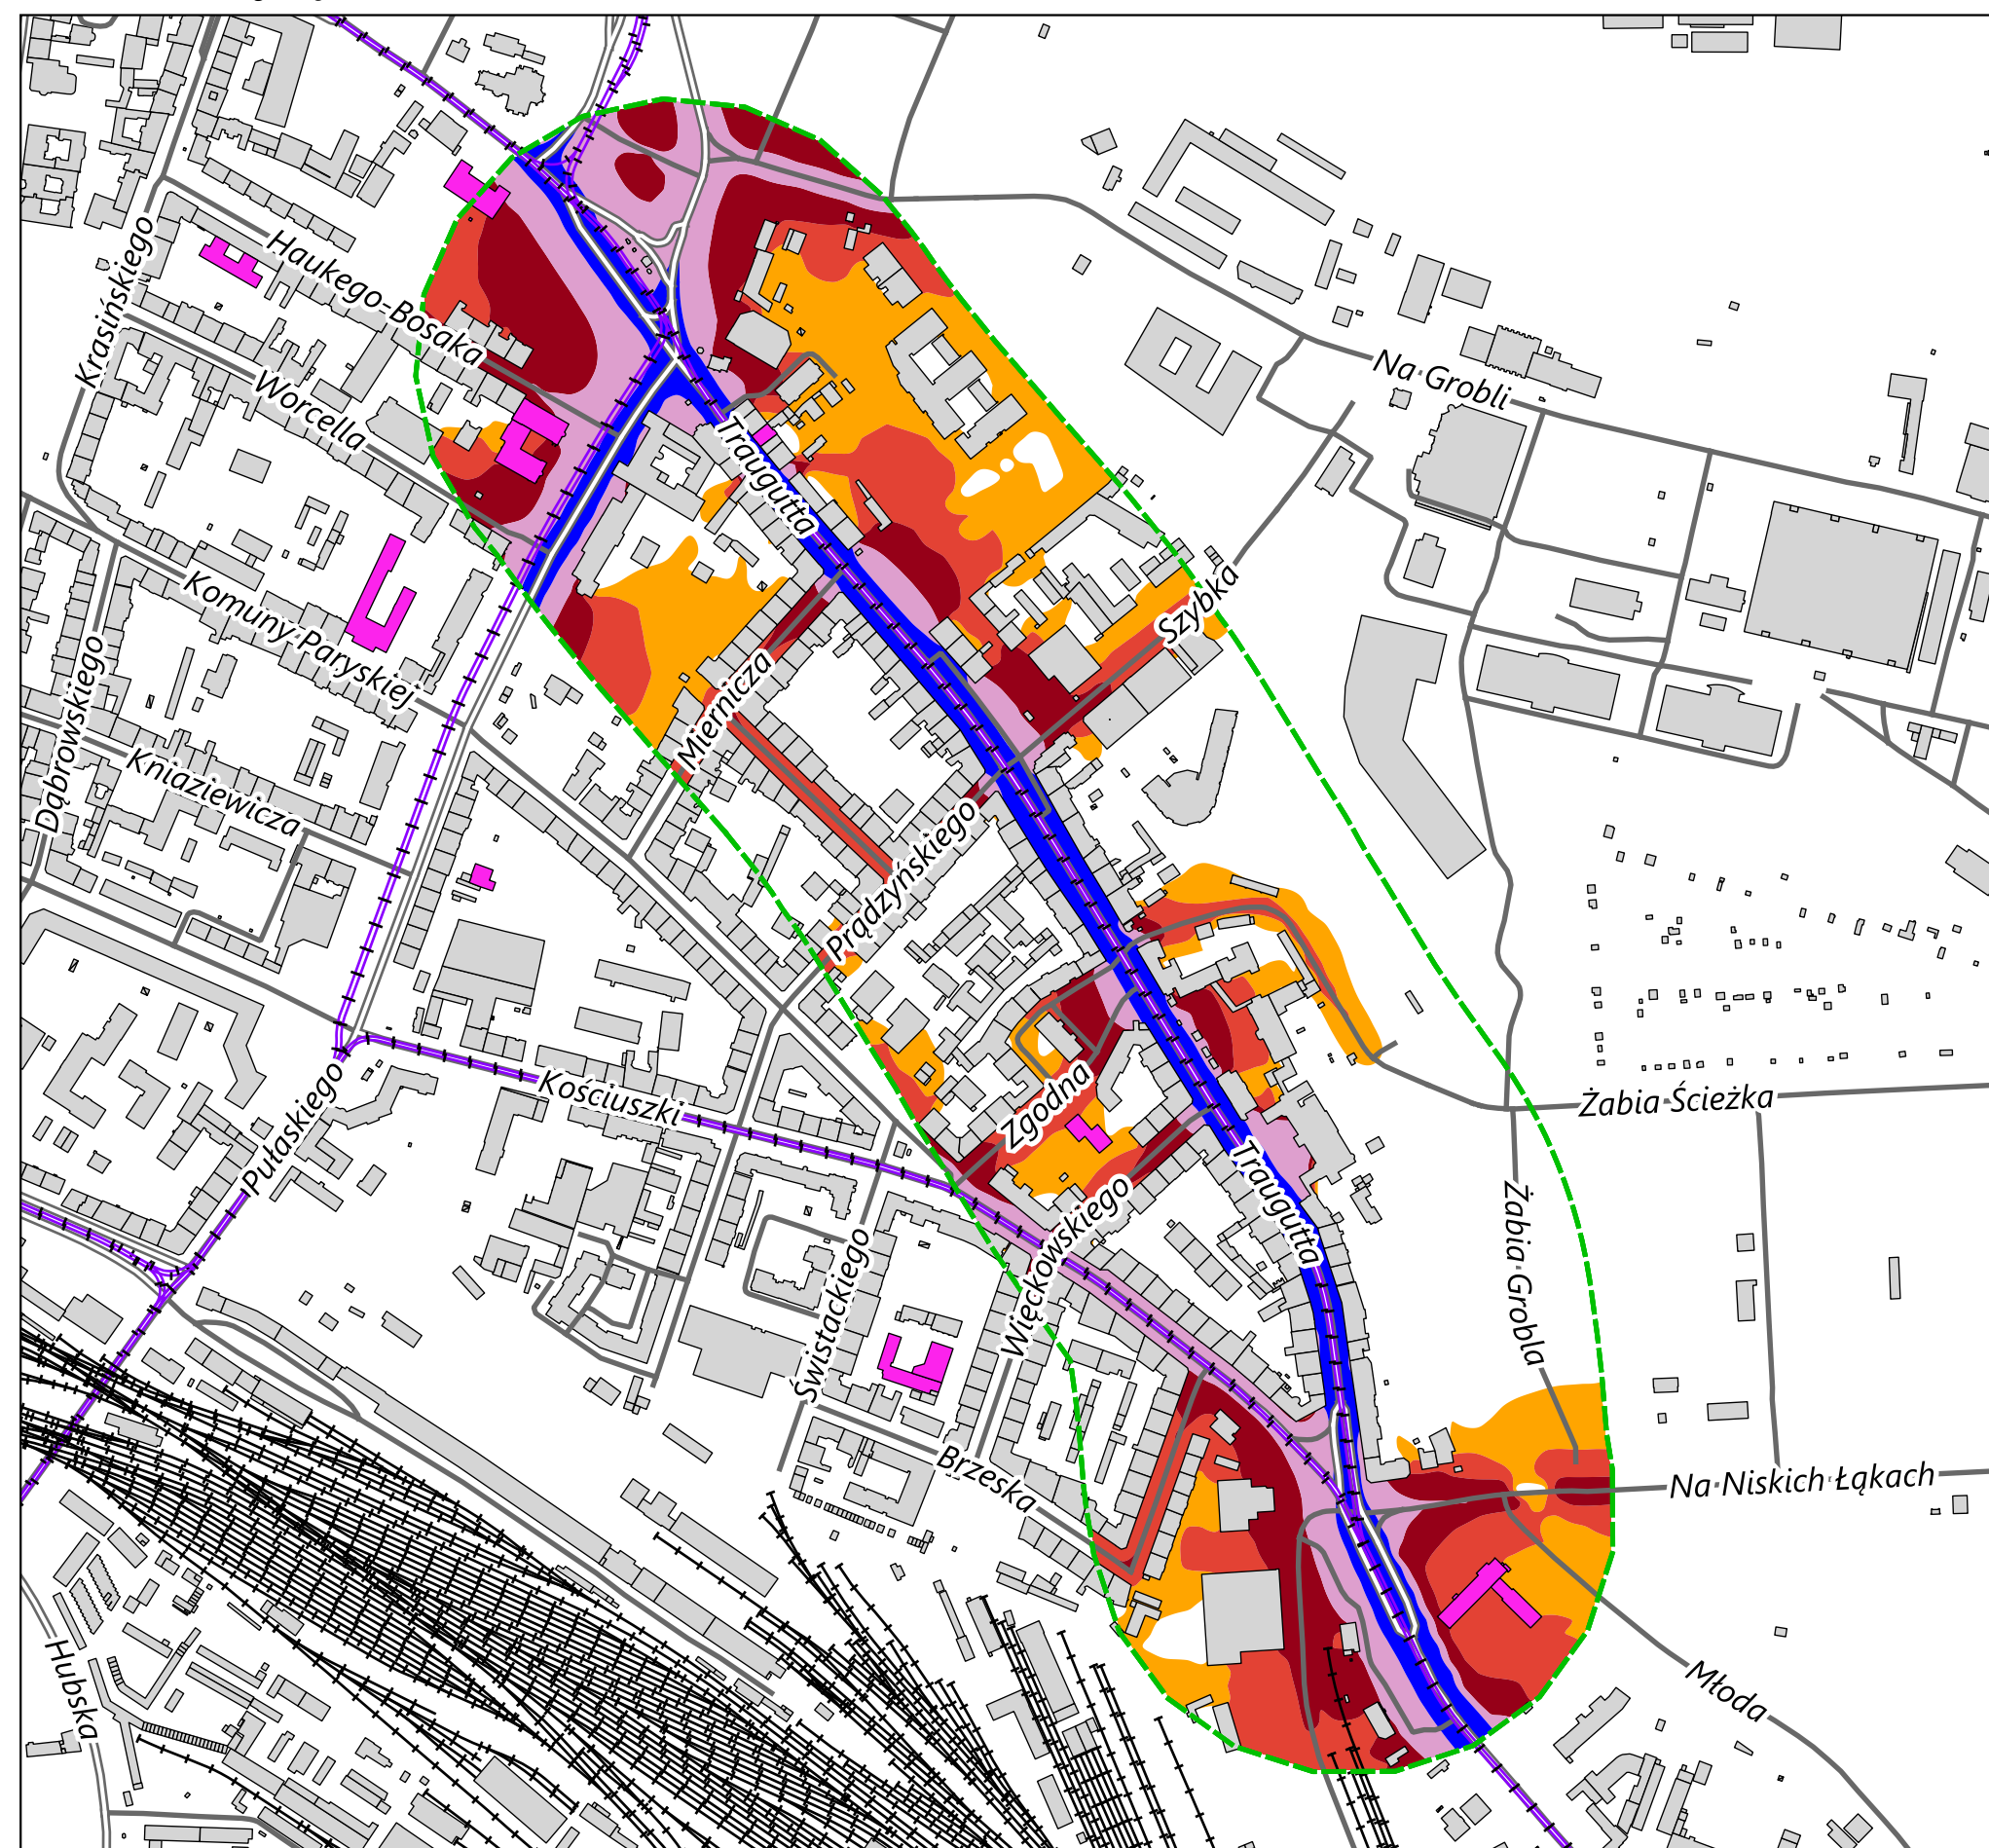 Krasińskiego
Haukego-Bosaka
Worcella
Na Grobli
Traugutta
Komuny Paryskiej
Szybka
Dąbrowskiego
Miernicza
Kniaziewicza
Prądzyńskiego
Pułaskiego
Kościuszki
Zgodna
Żabia Ścieżka
Traugutta
Więckowskiego
Świstackiego
Żabia Grobla
Brzeska
Na Niskich Łąkach
Hubska
Młoda